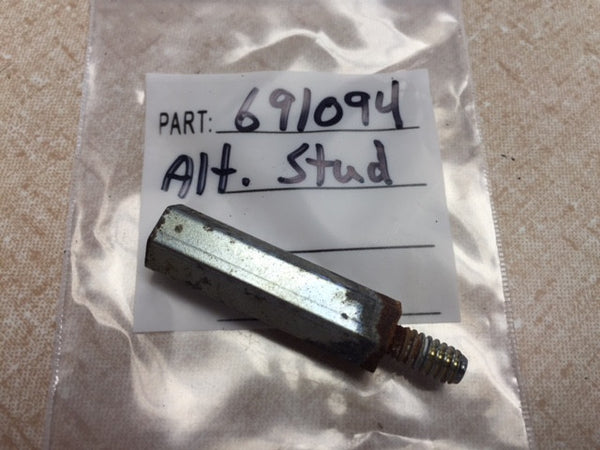 PART: 691094
Alt. Stud